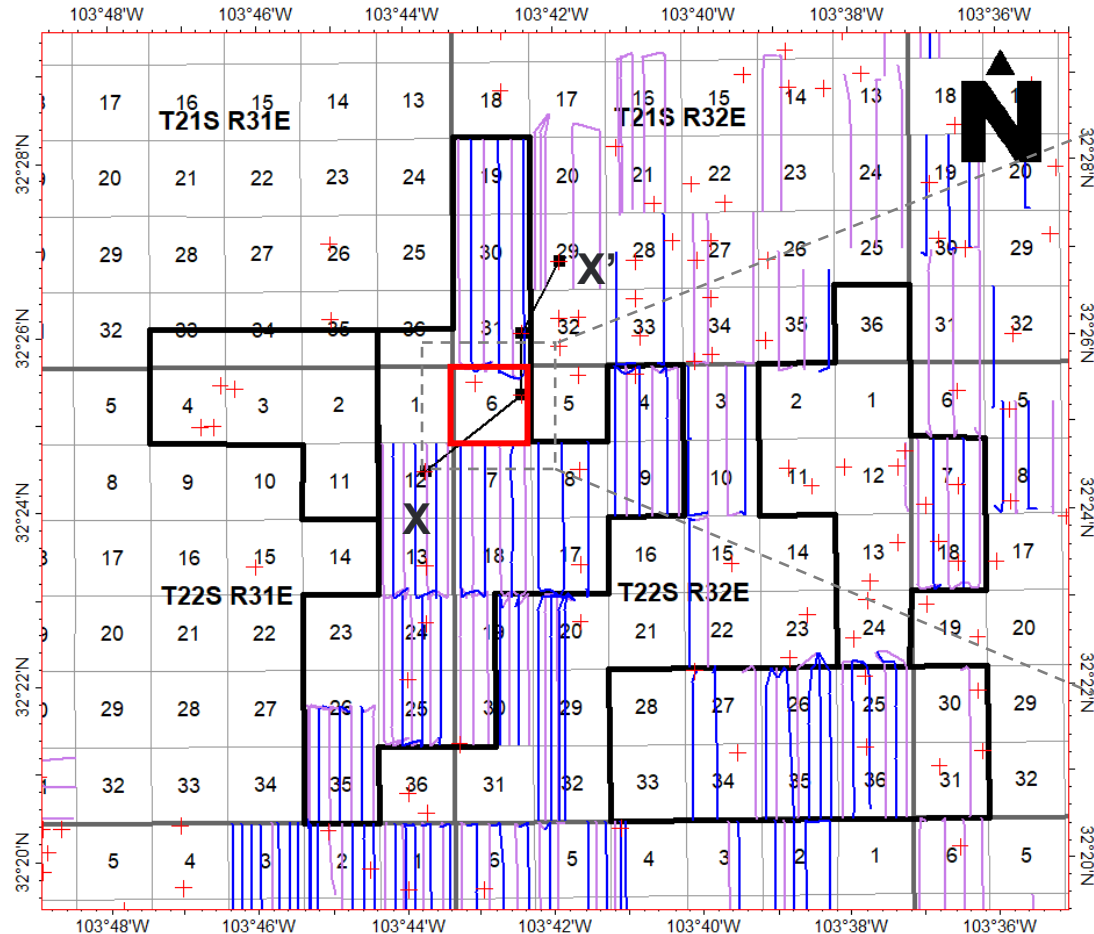 103°48'W 103°46'W 103°44'W 103°42'W 103°40'W 103°38'W 103°36'W
N
17 16 15 14 13 18 17 16 15 14 13 18
T21S R31E T21S R32E
32°28'N 32°28'N
20 21 22 23 24 19 20 21 22 23 24 19 20
29 28 27 26 25 30 29 28 27 26 25 30 29
X'
32 33 34 35 36 31 32 33 34 35 36 31 32
32°26'N 32°26'N
5 4 3 2 1 6 5 4 3 2 1 6 5
8 9 10 11 12 7 8 9 10 11 12 7 8
32°24'N 32°24'N
X
17 16 15 14 13 18 17 16 15 14 13 18 17
T22S R31E T22S R32E
20 21 22 23 24 19 20 21 22 23 24 19 20
32°22'N 32°22'N
29 28 27 26 25 30 29 28 27 26 25 30 29
32 33 34 35 36 31 32 33 34 35 36 31 32
32°20'N 32°20'N
5 4 3 2 1 6 5 4 3 2 1 6 5
103°48'W 103°46'W 103°44'W 103°42'W 103°40'W 103°38'W 103°36'W